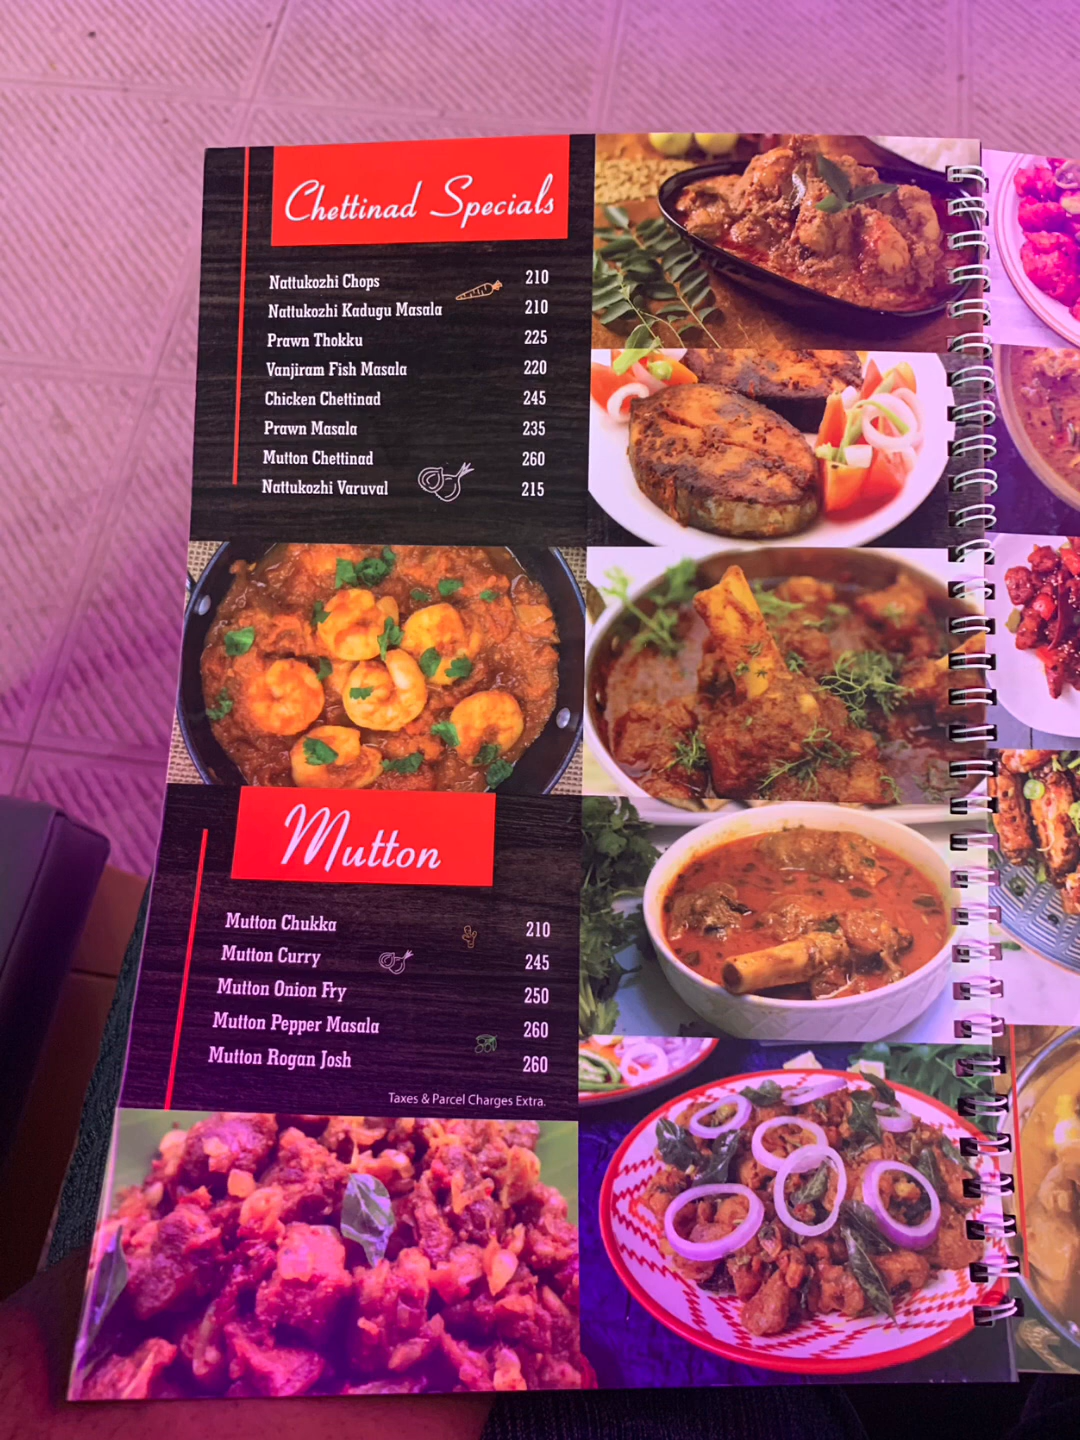 Chettinad Specials
Nattukozhi Chops 210
Nattukozhi Kadugu Masala 210
Prawn Thokku 225
Vanjiram Fish Masala 220
Chicken Chettinad 245
Prawn Masala 235
Mutton Chettinad 260
Nattukozhi Varuval 215
Mutton
Mutton Chukka 210
Mutton Curry 245
Mutton Onion Fry 250
Mutton Pepper Masala 260
Mutton Rogan Josh 260
Taxes & Parcel Charges Extra.